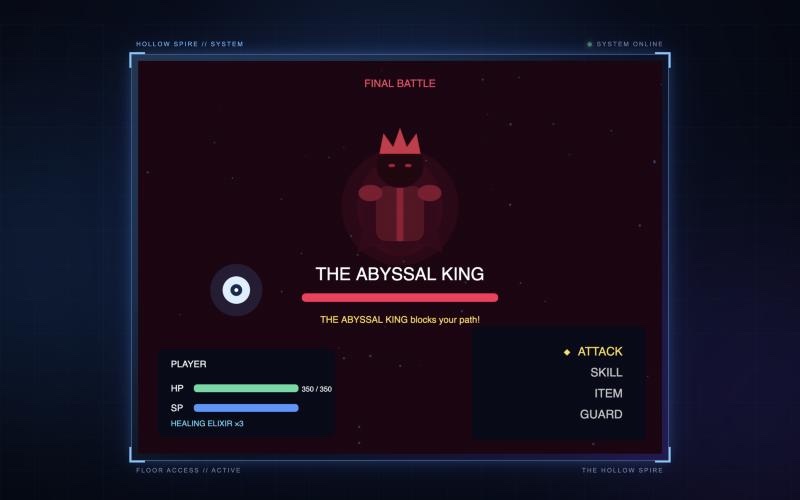 HOLLOW SPIRE // SYSTEM
SYSTEM ONLINE
FINAL BATTLE
THE ABYSSAL KING
THE ABYSSAL KING blocks your path!
PLAYER
HP 350 / 350
SP
HEALING ELIXIR ×3
ATTACK
SKILL
ITEM
GUARD
FLOOR ACCESS // ACTIVE
THE HOLLOW SPIRE